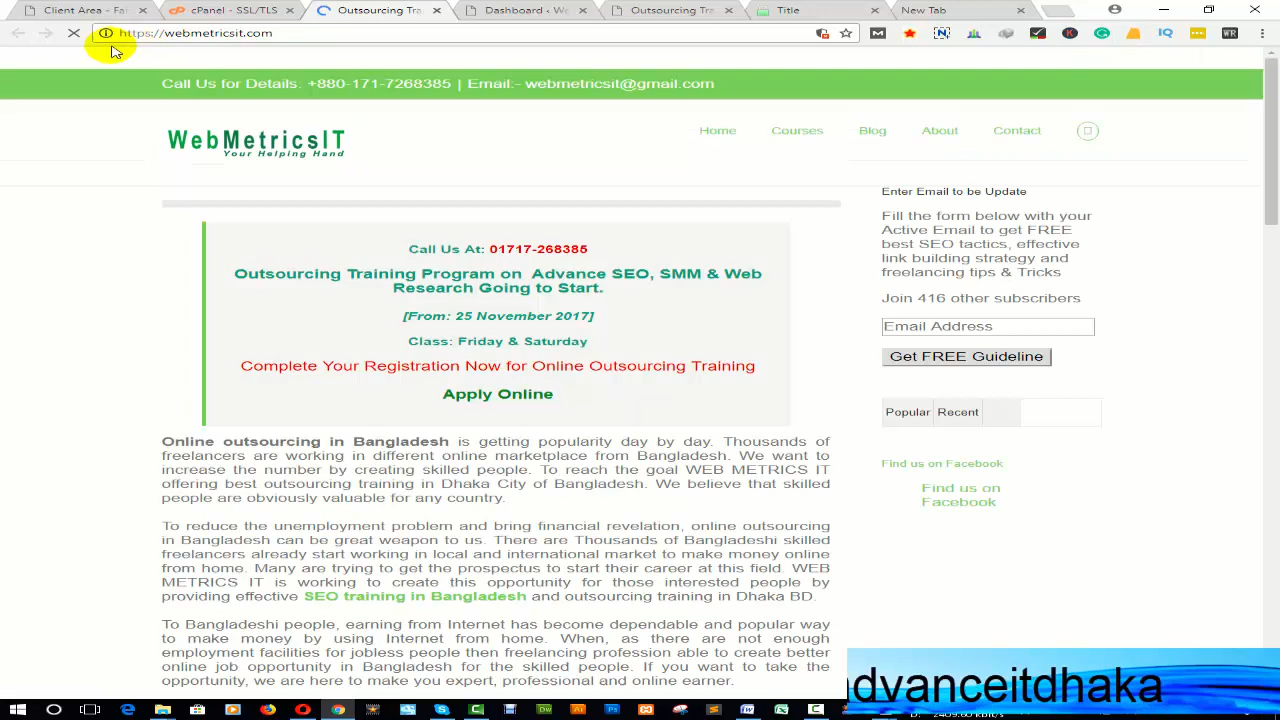 Client Area - Fa
cPanel - SSL/TLS
Outsourcing Tra
Dashboard ‹ We
Outsourcing Tra
Title
New Tab
https://webmetricsit.com
Call Us for Details: +880-171-7268385 | Email:- webmetricsit@gmail.com
WebMetricsIT
Your Helping Hand
Home
Courses
Blog
About
Contact
Call Us At: 01717-268385
Outsourcing Training Program on Advance SEO, SMM & Web
Research Going to Start.
[From: 25 November 2017]
Class: Friday & Saturday
Complete Your Registration Now for Online Outsourcing Training
Apply Online
Online outsourcing in Bangladesh is getting popularity day by day. Thousands of
freelancers are working in different online marketplace from Bangladesh. We want to
increase the number by creating skilled people. To reach the goal WEB METRICS IT
offering best outsourcing training in Dhaka City of Bangladesh. We believe that skilled
people are obviously valuable for any country.
To reduce the unemployment problem and bring financial revelation, online outsourcing
in Bangladesh can be great weapon to us. There are Thousands of Bangladeshi skilled
freelancers already start working in local and international market to make money online
from home. Many are trying to get the prospectus to start their career at this field. WEB
METRICS IT is working to create this opportunity for those interested people by
providing effective SEO training in Bangladesh and outsourcing training in Dhaka BD.
To Bangladeshi people, earning from Internet has become dependable and popular way
to make money by using Internet from home. When, as there are not enough
employment facilities for jobless people then freelancing profession able to create better
online job opportunity in Bangladesh for the skilled people. If you want to take the
opportunity, we are here to make you expert, professional and online earner.
Enter Email to be Update
Fill the form below with your
Active Email to get FREE
best SEO tactics, effective
link building strategy and
freelancing tips & Tricks
Join 416 other subscribers
Email Address
Get FREE Guideline
Popular
Recent
Find us on Facebook
Find us on
Facebook
dvanceitdhaka